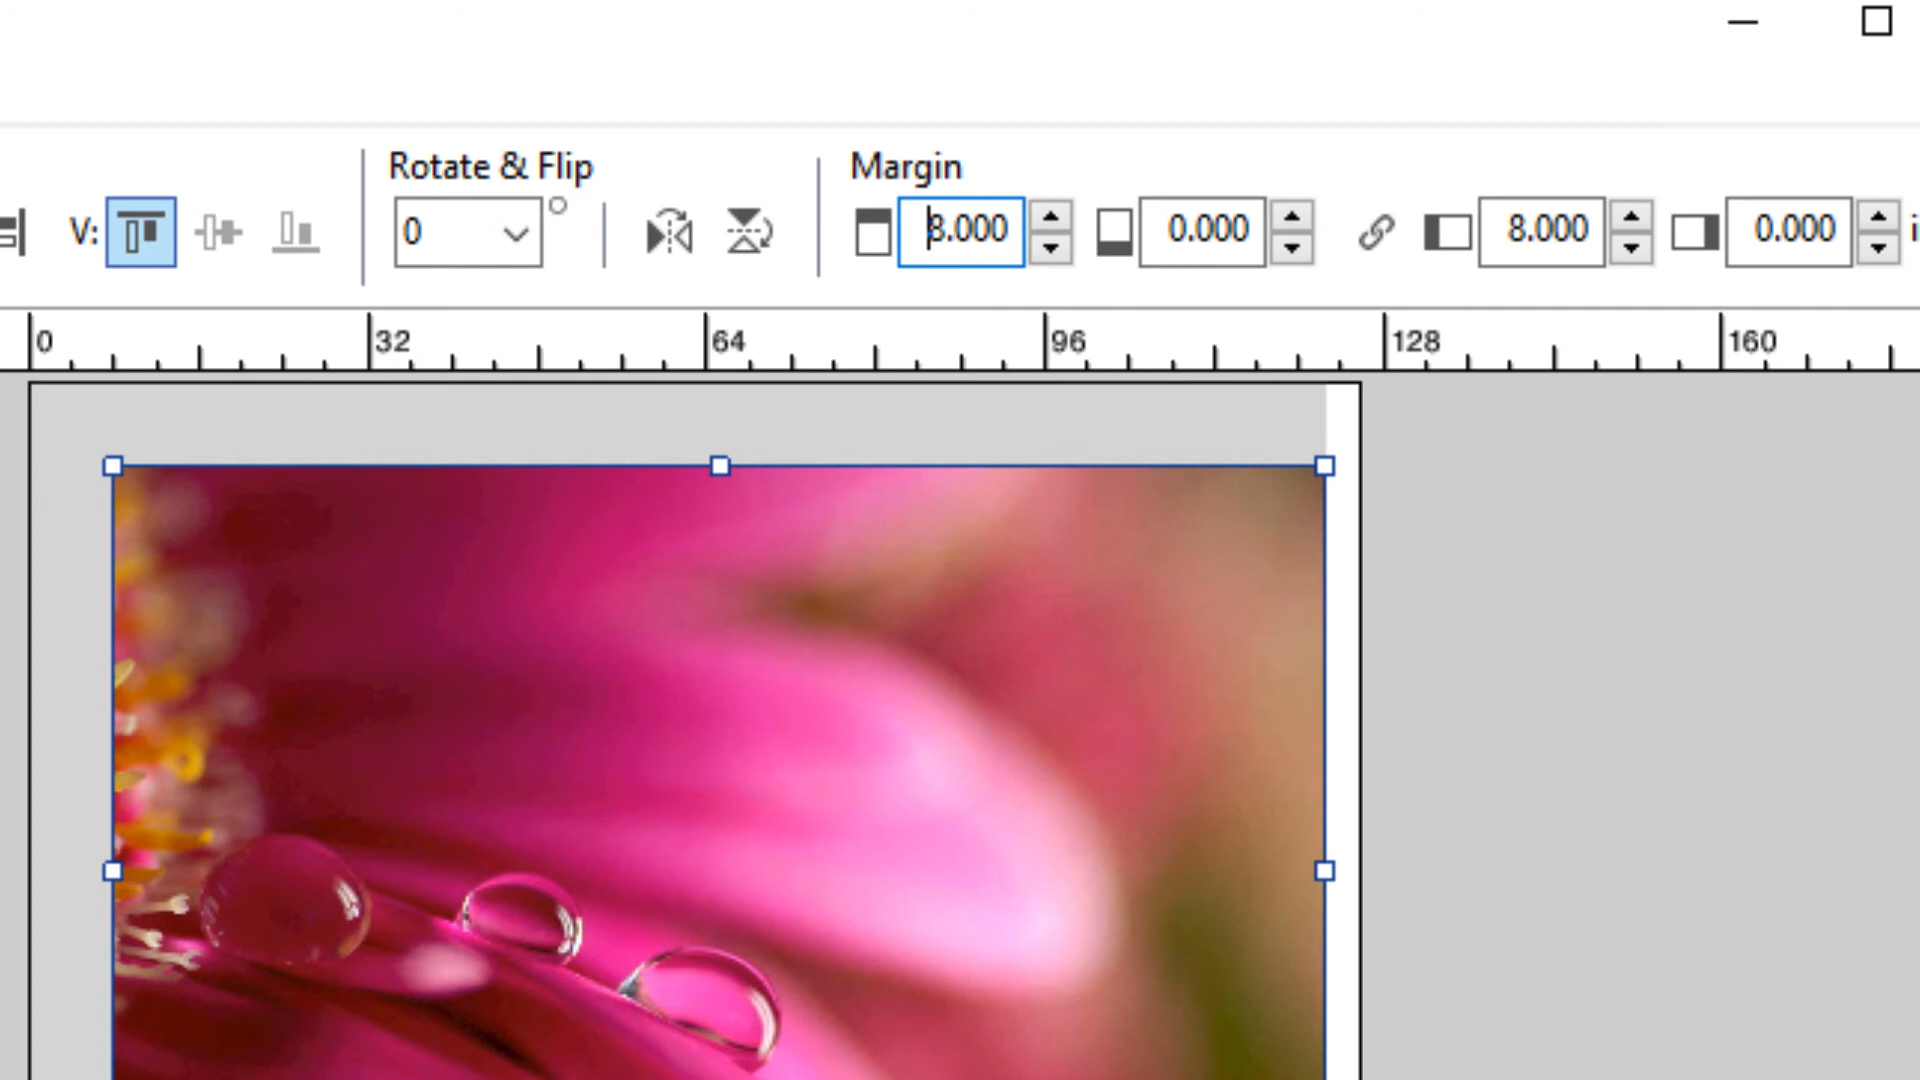 Rotate & Flip Margin
V: 0 ° 8.000 0.000 8.000 0.000 i
0 32 64 96 128 160